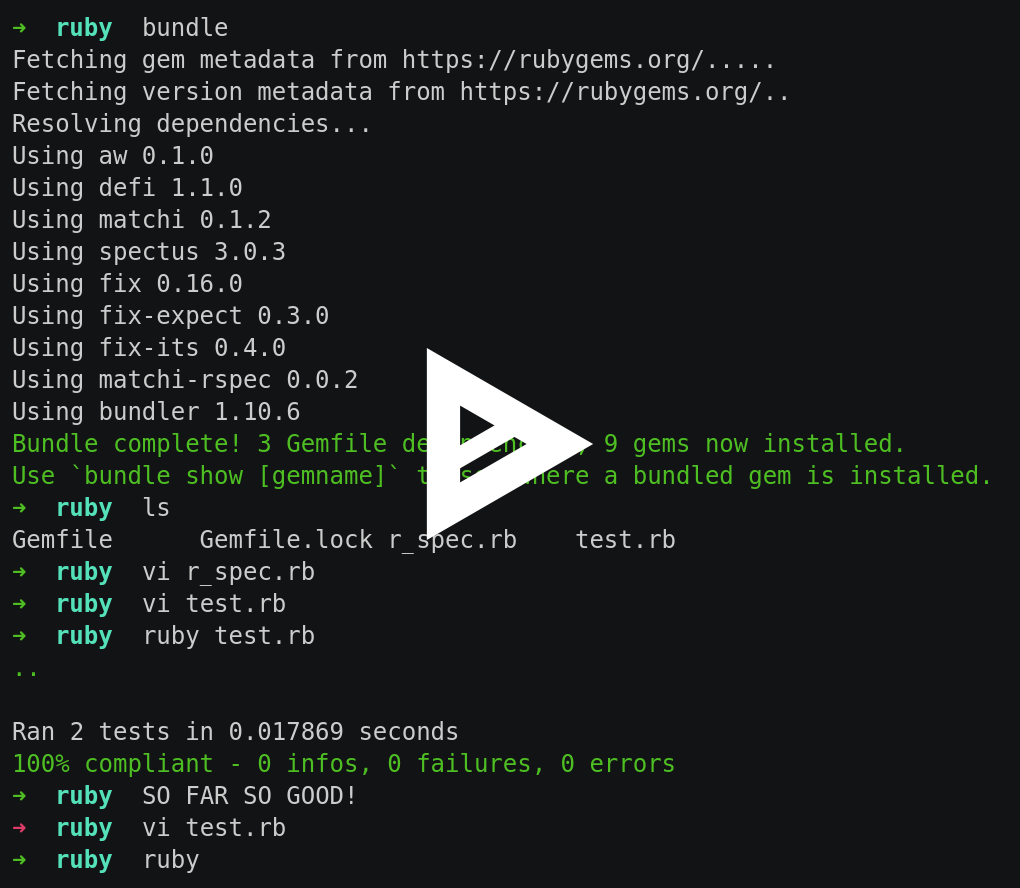 ➜  ruby  bundle
Fetching gem metadata from https://rubygems.org/.....
Fetching version metadata from https://rubygems.org/..
Resolving dependencies...
Using aw 0.1.0
Using defi 1.1.0
Using matchi 0.1.2
Using spectus 3.0.3
Using fix 0.16.0
Using fix-expect 0.3.0
Using fix-its 0.4.0
Using matchi-rspec 0.0.2
Using bundler 1.10.6
Bundle complete! 3 Gemfile 9 gems now installed.
Use `bundle show [gemname]` a bundled gem is installed.
➜  ruby  ls
Gemfile      Gemfile.lock r_spec.rb    test.rb
➜  ruby  vi r_spec.rb
➜  ruby  vi test.rb
➜  ruby  ruby test.rb
..
Ran 2 tests in 0.017869 seconds
100% compliant - 0 infos, 0 failures, 0 errors
➜  ruby  SO FAR SO GOOD!
➜  ruby  vi test.rb
➜  ruby  ruby